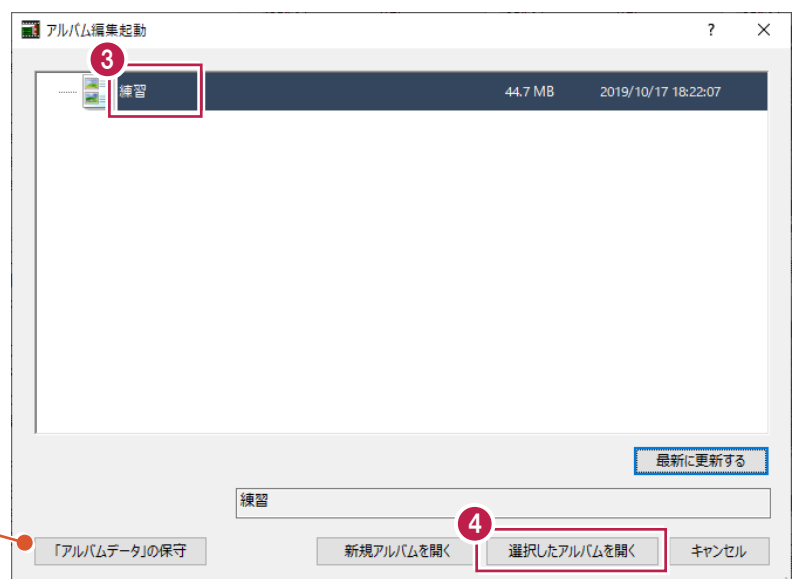 アルバム編集起動 ? ×
3
練習 44.7 MB 2019/10/17 18:22:07
最新に更新する
練習
4
「アルバムデータ」の保守 新規アルバムを開く 選択したアルバムを開く キャンセル